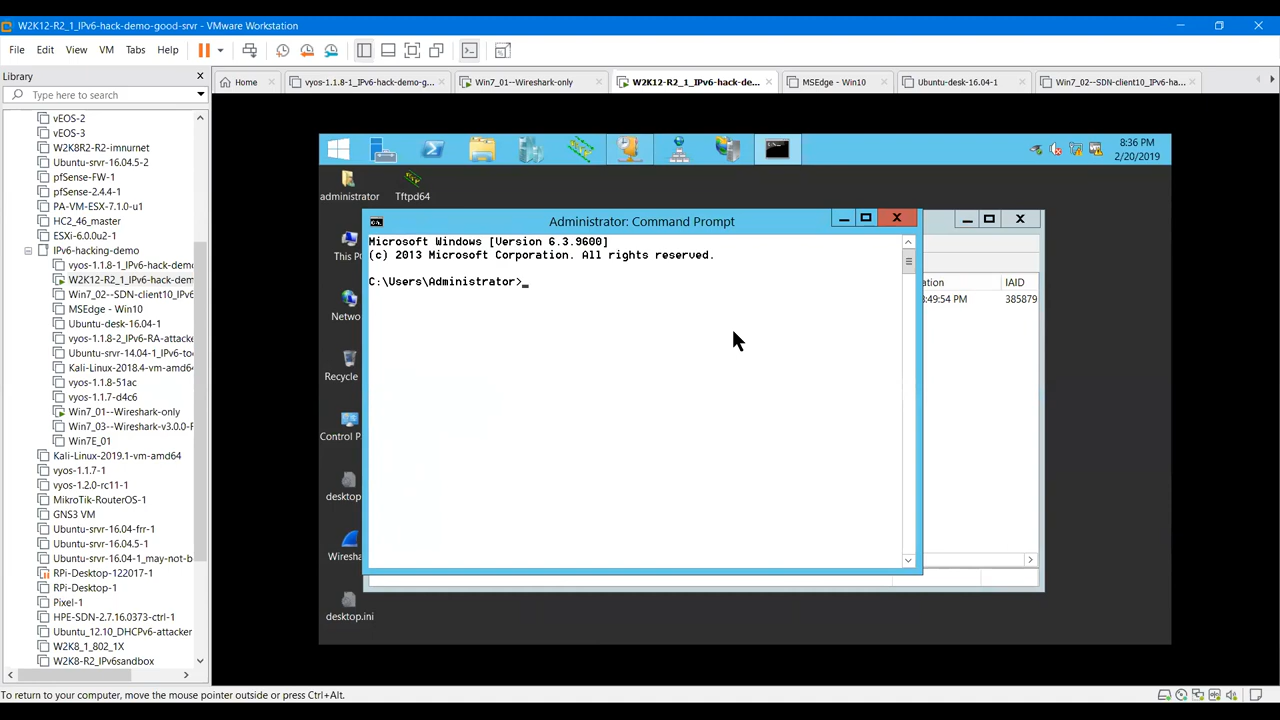 W2K12-R2_1_IPv6-hack-demo-good-srvr - VMware Workstation
File Edit View VM Tabs Help
Library
Type here to search
Home
vyos-1.1.8-1_IPv6-hack-demo-g...
Win7_01--Wireshark-only
W2K12-R2_1_IPv6-hack-de...
MSEdge - Win10
Ubuntu-desk-16.04-1
Win7_02--SDN-client10_IPv6-ha...
vEOS-2
vEOS-3
W2K8R2-R2-imnurnet
Ubuntu-srvr-16.04.5-2
pfSense-FW-1
pfSense-2.4.4-1
PA-VM-ESX-7.1.0-u1
HC2_46_master
ESXi-6.0.0u2-1
IPv6-hacking-demo
vyos-1.1.8-1_IPv6-hack-demo
W2K12-R2_1_IPv6-hack-dem
Win7_02--SDN-client10_IPv6
MSEdge - Win10
Ubuntu-desk-16.04-1
vyos-1.1.8-2_IPv6-RA-attacke
Ubuntu-srvr-14.04-1_IPv6-to
Kali-Linux-2018.4-vm-amd64
vyos-1.1.8-51ac
vyos-1.1.7-d4c6
Win7_01--Wireshark-only
Win7_03--Wireshark-v3.0.0-F
Win7E_01
Kali-Linux-2019.1-vm-amd64
vyos-1.1.7-1
vyos-1.2.0-rc11-1
MikroTik-RouterOS-1
GNS3 VM
Ubuntu-srvr-16.04-frr-1
Ubuntu-srvr-16.04.5-1
Ubuntu-srvr-16.04-1_may-not-b
RPi-Desktop-122017-1
RPi-Desktop-1
Pixel-1
HPE-SDN-2.7.16.0373-ctrl-1
Ubuntu_12.10_DHCPv6-attacker
W2K8_1_802_1X
W2K8-R2_IPv6sandbox
8:36 PM
2/20/2019
administrator
Tftpd64
This P
Netwo
Recycle
Control P
desktop
Wiresha
desktop.ini
Administrator: Command Prompt
Microsoft Windows [Version 6.3.9600]
(c) 2013 Microsoft Corporation. All rights reserved.
C:\Users\Administrator>_
ation IAID
:49:54 PM 385879
To return to your computer, move the mouse pointer outside or press Ctrl+Alt.